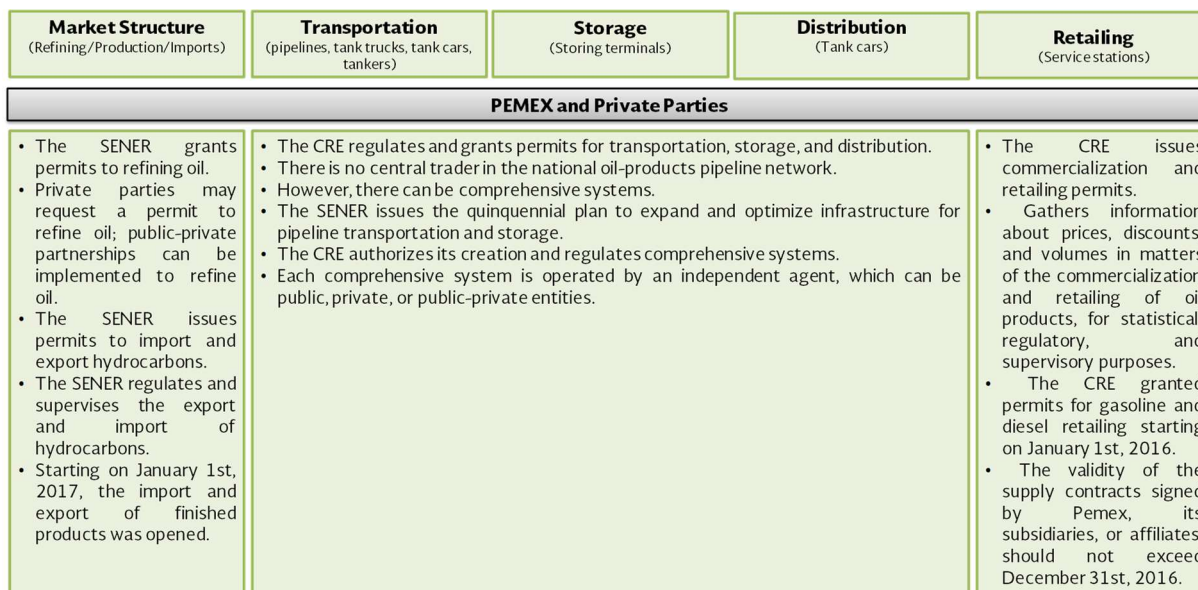 Market Structure
(Refining/Production/Imports)
Transportation
(pipelines, tank trucks, tank cars,
tankers)
Storage
(Storing terminals)
Distribution
(Tank cars)
Retailing
(Service stations)
PEMEX and Private Parties
• The SENER grants
permits to refining oil.
• Private parties may
request a permit to
refine oil; public-private
partnerships can be
implemented to refine
oil.
• The SENER issues
permits to import and
export hydrocarbons.
• The SENER regulates and
supervises the export
and import of
hydrocarbons.
• Starting on January 1st,
2017, the import and
export of finished
products was opened.
• The CRE regulates and grants permits for transportation, storage, and distribution.
• There is no central trader in the national oil-products pipeline network.
• However, there can be comprehensive systems.
• The SENER issues the quinquennial plan to expand and optimize infrastructure for
pipeline transportation and storage.
• The CRE authorizes its creation and regulates comprehensive systems.
• Each comprehensive system is operated by an independent agent, which can be
public, private, or public-private entities.
• The CRE issues
commercialization and
retailing permits.
• Gathers information
about prices, discounts
and volumes in matters
of the commercialization
and retailing of oil
products, for statistical
regulatory, and
supervisory purposes.
• The CRE granted
permits for gasoline and
diesel retailing starting
on January 1st, 2016.
• The validity of the
supply contracts signed
by Pemex, its
subsidiaries, or affiliates
should not exceed
December 31st, 2016.